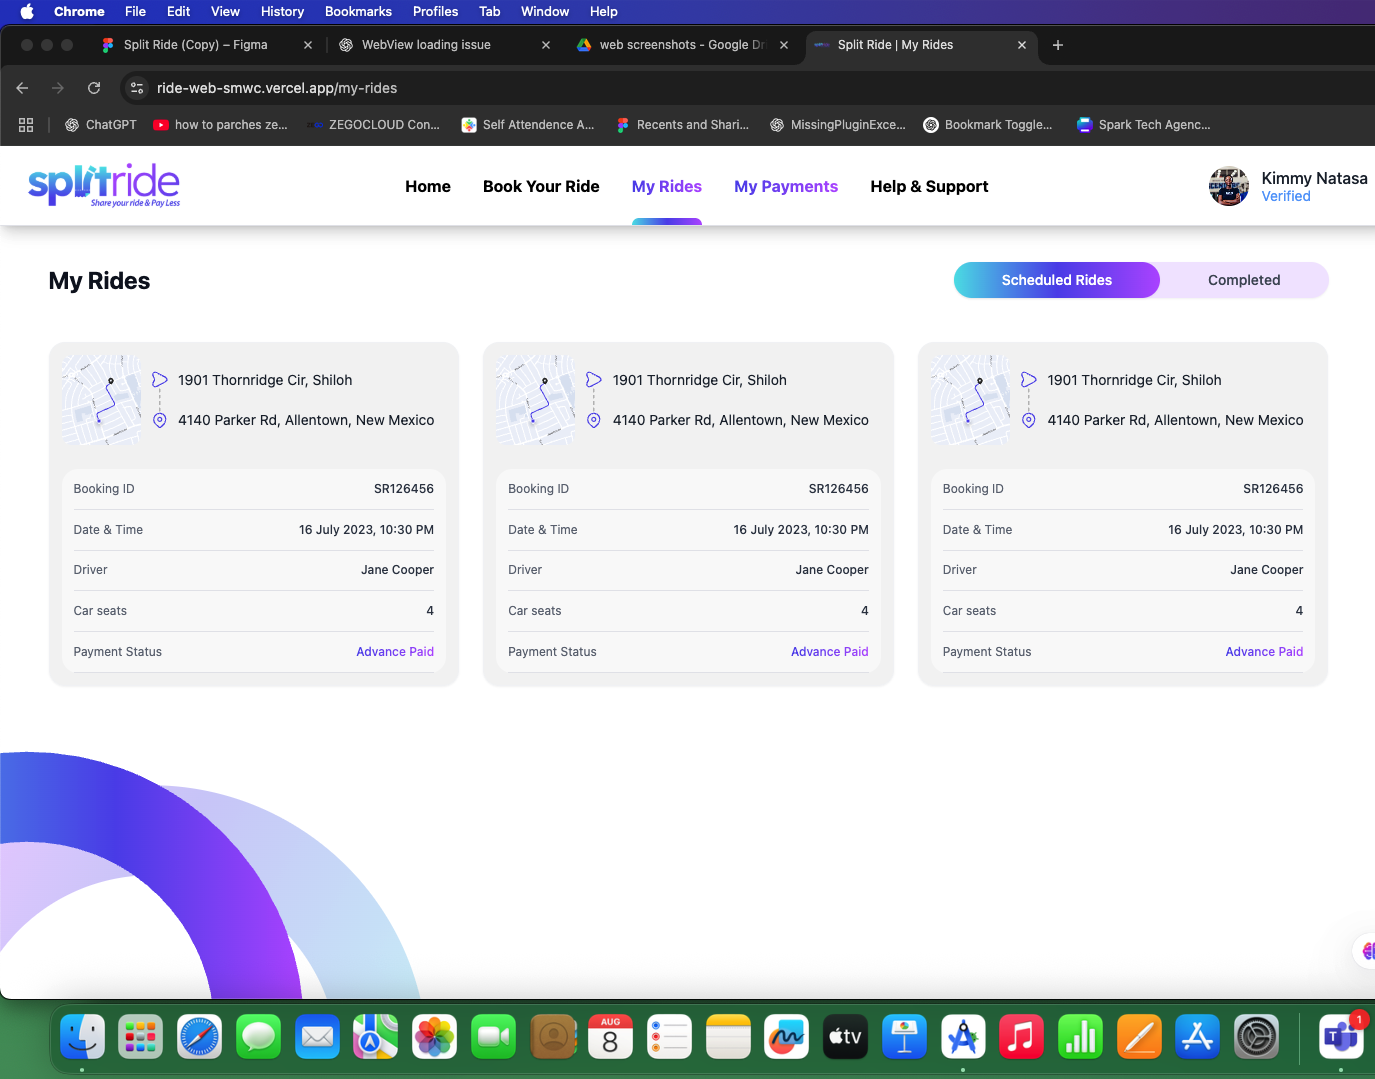 Chrome File Edit View History Bookmarks Profiles Tab Window Help
Split Ride (Copy) – Figma
WebView loading issue
web screenshots - Google Dr
Split Ride | My Rides
ride-web-smwc.vercel.app/my-rides
ChatGPT
how to parches ze...
ZEGOCLOUD Con...
Self Attendence A...
Recents and Shari...
MissingPluginExce...
Bookmark Toggle...
Spark Tech Agenc...
splitride
Share your ride & Pay Less
Home
Book Your Ride
My Rides
My Payments
Help & Support
Kimmy Natasa
Verified
My Rides
Scheduled Rides
Completed
1901 Thornridge Cir, Shiloh
4140 Parker Rd, Allentown, New Mexico
Booking ID SR126456
Date & Time 16 July 2023, 10:30 PM
Driver Jane Cooper
Car seats 4
Payment Status Advance Paid
1901 Thornridge Cir, Shiloh
4140 Parker Rd, Allentown, New Mexico
Booking ID SR126456
Date & Time 16 July 2023, 10:30 PM
Driver Jane Cooper
Car seats 4
Payment Status Advance Paid
1901 Thornridge Cir, Shiloh
4140 Parker Rd, Allentown, New Mexico
Booking ID SR126456
Date & Time 16 July 2023, 10:30 PM
Driver Jane Cooper
Car seats 4
Payment Status Advance Paid
AUG
8
tv
T
1